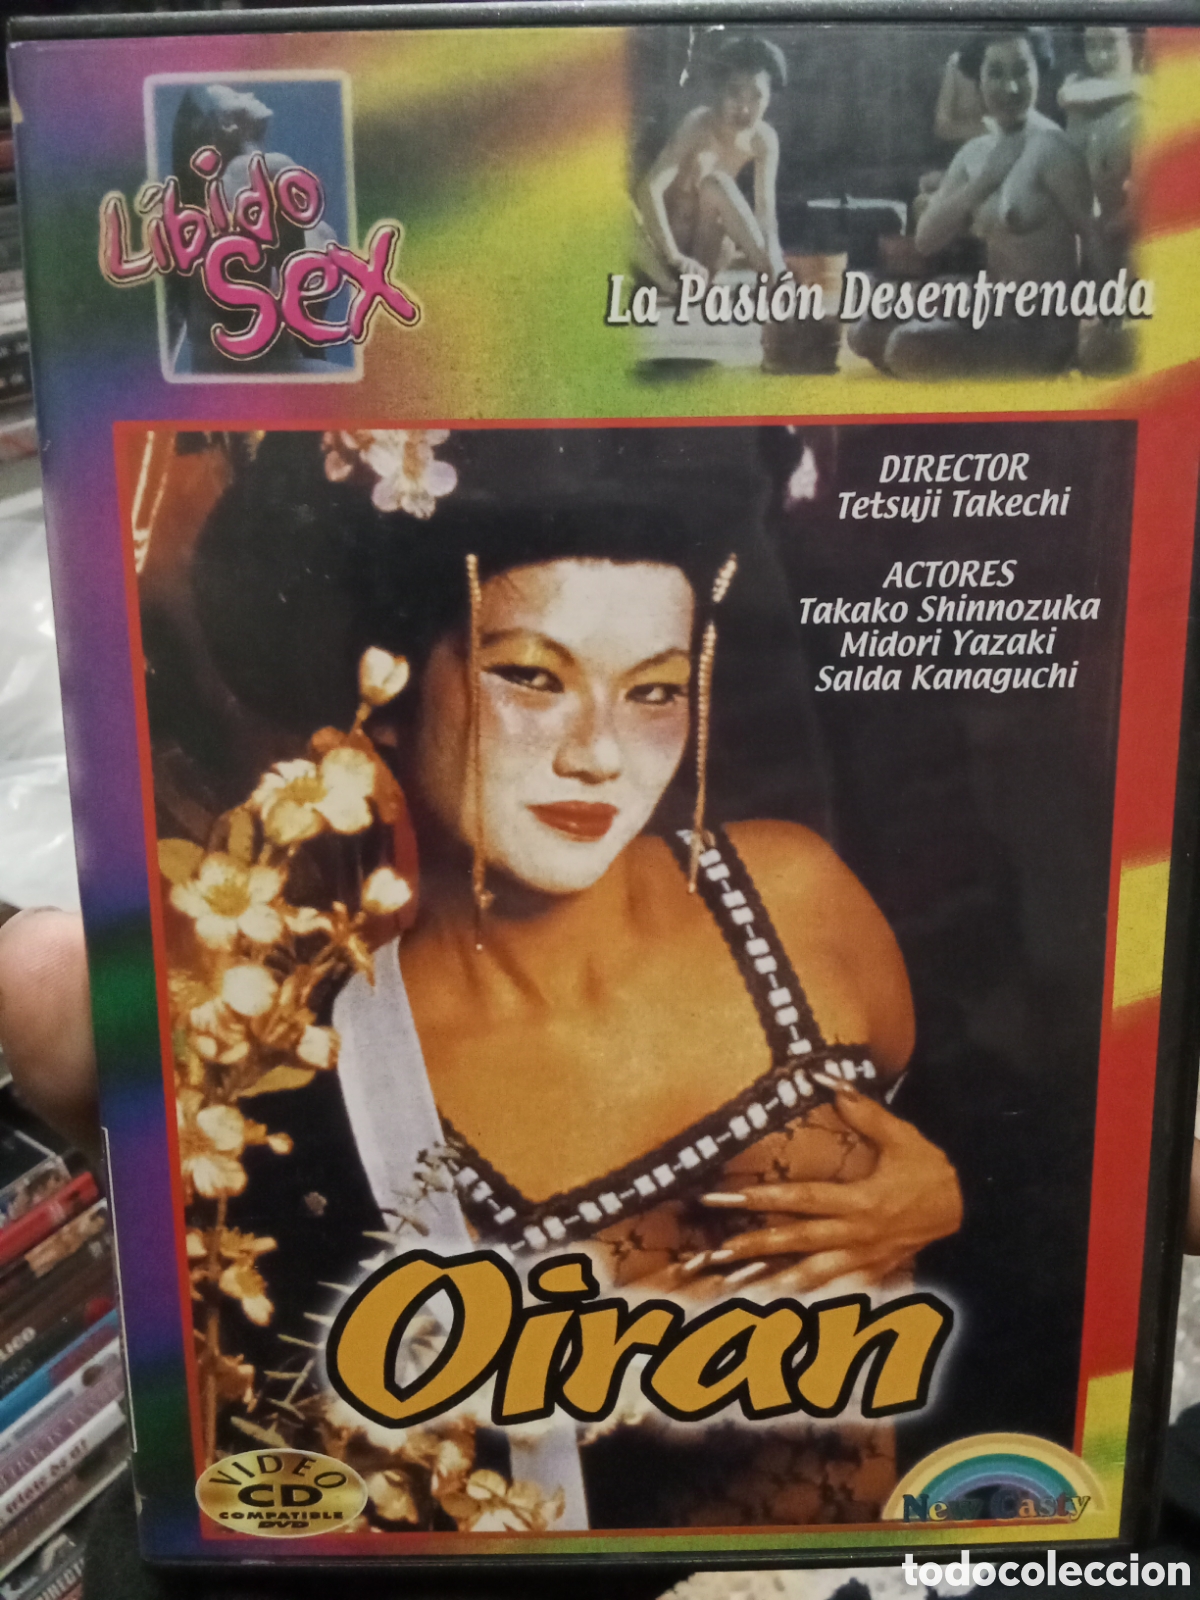 Líbido
Sex
La Pasión Desenfrenada
DIRECTOR
Tetsuji Takechi
ACTORES
Takako Shinnozuka
Midori Yazaki
Salda Kanaguchi
Oiran
VIDEO
CD
COMPATIBLE
DVD
New Casty
todocoleccion